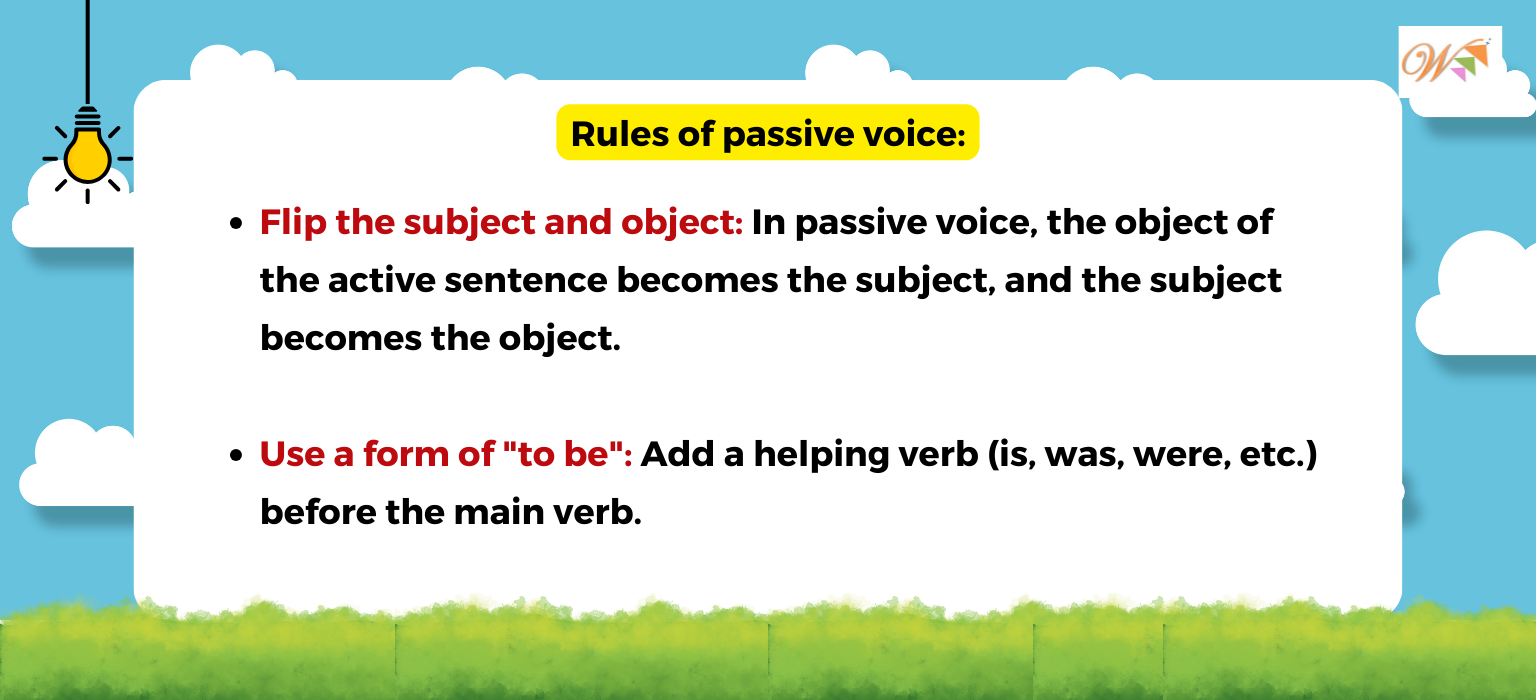 Rules of passive voice:
• Flip the subject and object: In passive voice, the object of
the active sentence becomes the subject, and the subject
becomes the object.
• Use a form of "to be": Add a helping verb (is, was, were, etc.)
before the main verb.
W